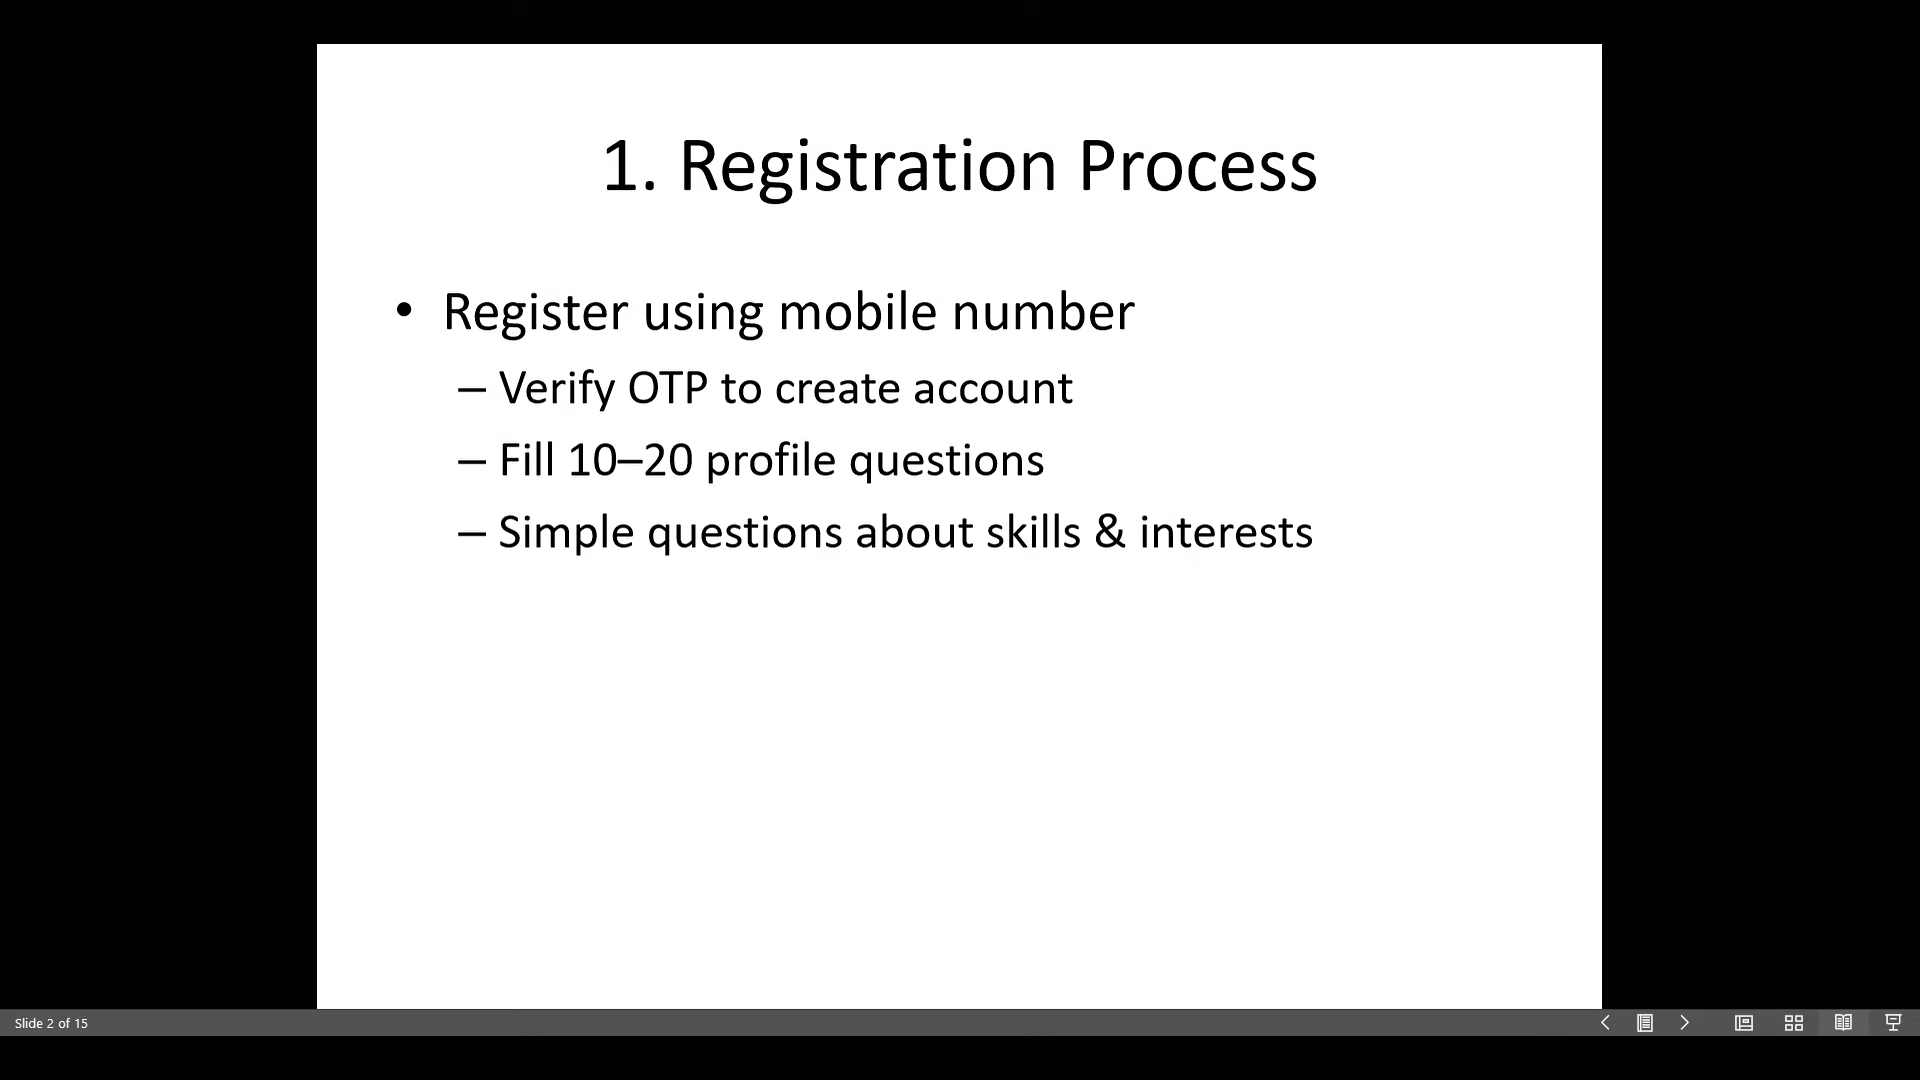 1. Registration Process
• Register using mobile number
– Verify OTP to create account
– Fill 10–20 profile questions
– Simple questions about skills & interests
Slide 2 of 15